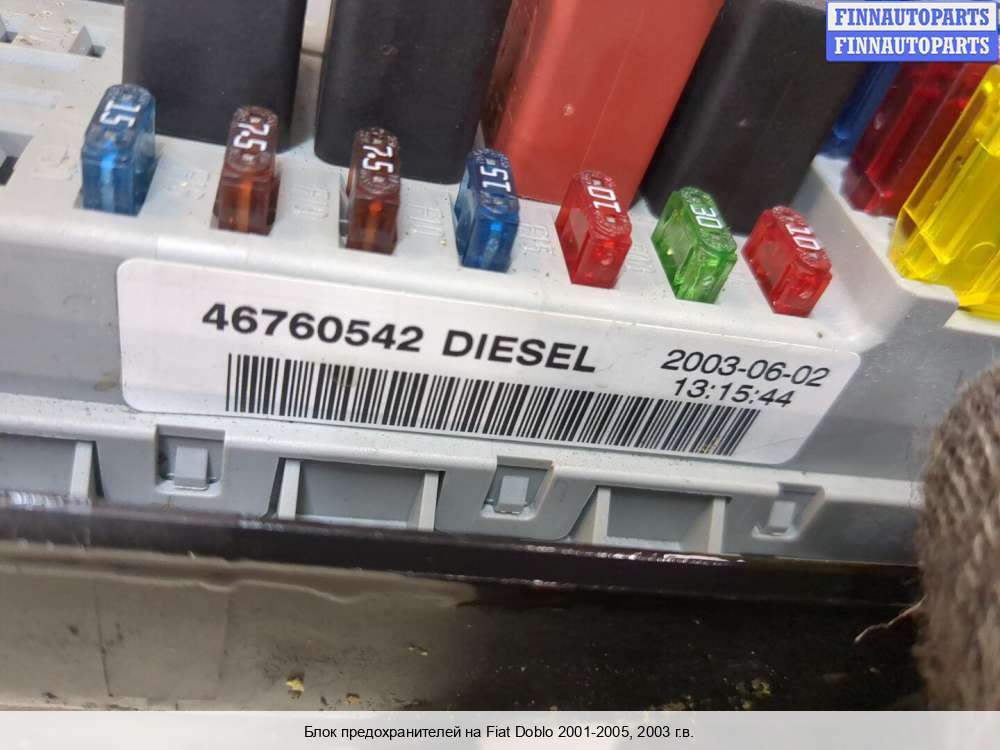 FINNAUTOPARTS
FINNAUTOPARTS
15
7.5
7.5
15
10
30
10
46760542 DIESEL
2003-06-02
13:15:44
Блок предохранителей на Fiat Doblo 2001-2005, 2003 г.в.